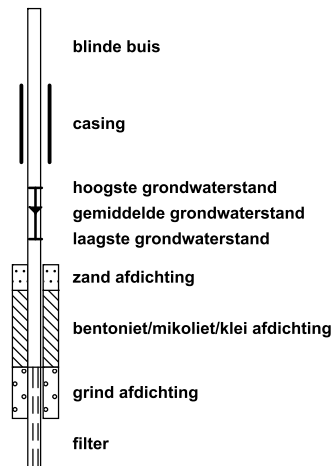 blinde buis
casing
hoogste grondwaterstand
gemiddelde grondwaterstand
laagste grondwaterstand
zand afdichting
bentoniet/mikoliet/klei afdichting
grind afdichting
filter